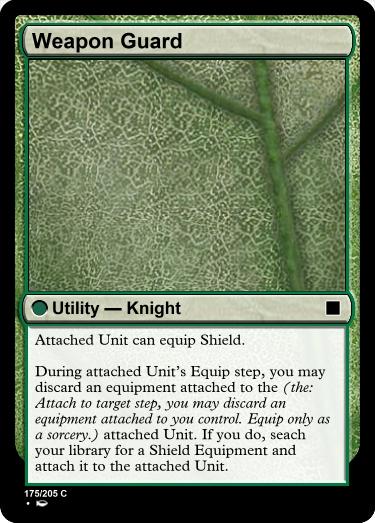 Weapon Guard
Utility — Knight
Attached Unit can equip Shield.
During attached Unit's Equip step, you may
discard an equipment attached to the (the:
Attach to target step, you may discard an
equipment attached to you control. Equip only as
a sorcery.) attached Unit. If you do, seach
your library for a Shield Equipment and
attach it to the attached Unit.
175/205 C